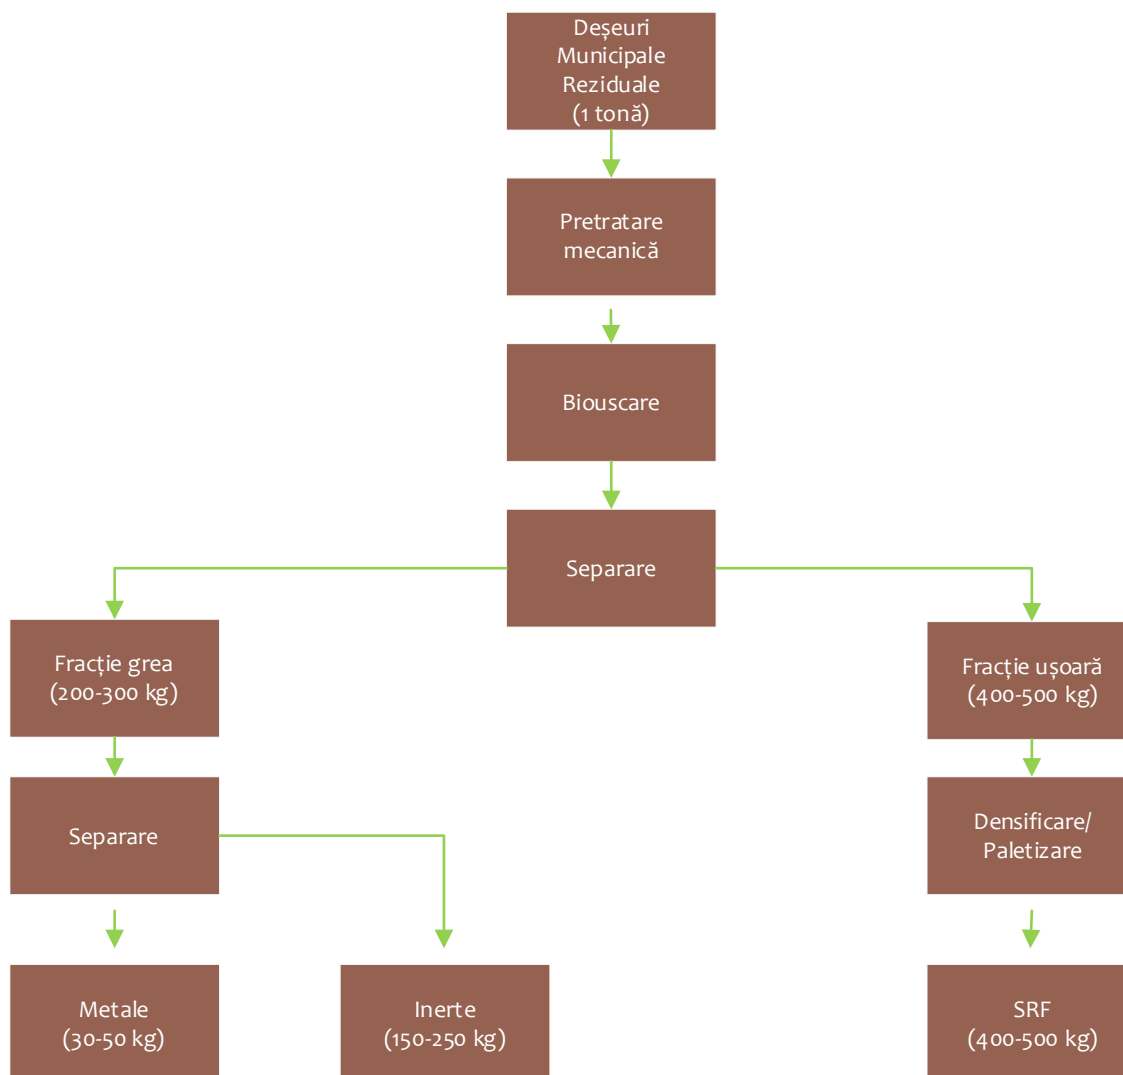 Deșeuri
Municipale
Reziduale
(1 tonă)
Pretratare
mecanică
Biouscare
Separare
Fracție grea
(200-300 kg)
Fracție ușoară
(400-500 kg)
Separare
Densificare/
Paletizare
Metale
(30-50 kg)
Inerte
(150-250 kg)
SRF
(400-500 kg)